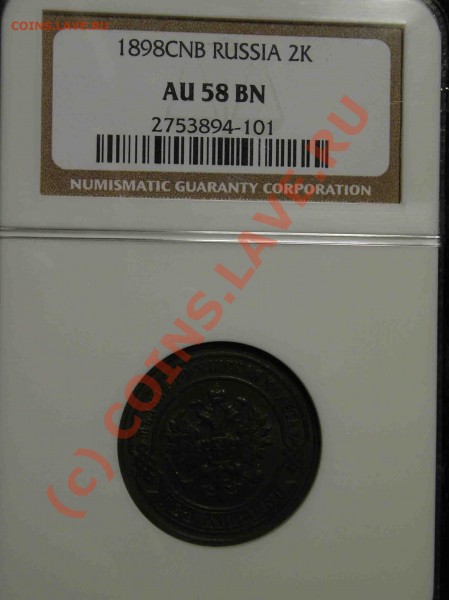 COINS.LAVE.RU
1898CNB RUSSIA 2K
AU 58 BN
2753894-101
NUMISMATIC GUARANTY CORPORATION
(c) COINS.LAVE.RU